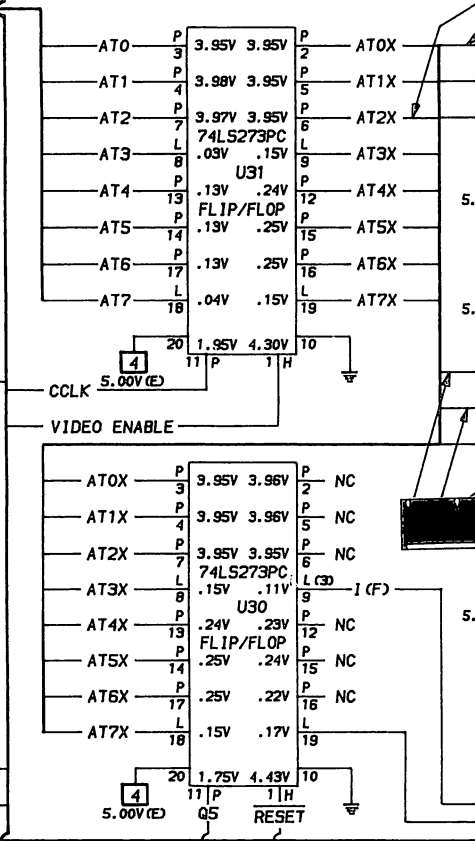 P P
AT0 3.95V 3.95V AT0X
3 2
P P
AT1 3.98V 3.95V AT1X
4 5
P P
AT2 3.97V 3.95V AT2X
7 6
74LS273PC
L L
AT3 .03V .15V AT3X
8 9
U31
P P
AT4 .13V .24V AT4X
13 12
FLIP/FLOP
P P
AT5 .13V .25V AT5X
14 15
P P
AT6 .13V .25V AT6X
17 16
L L
AT7 .04V .15V AT7X
18 19
20 1.95V 4.30V 10
4 11 P 1 H
5.00V(E)
CCLK
VIDEO ENABLE
P P
AT0X 3.95V 3.96V NC
3 2
P P
AT1X 3.95V 3.96V NC
4 5
P P
AT2X 3.95V 3.95V NC
7 6
74LS273PC
L L(3)
AT3X .15V .11V I(F)
8 9
U30
P P
AT4X .24V .23V NC
13 12
FLIP/FLOP
P P
AT5X .25V .24V NC
14 15
P P
AT6X .25V .22V NC
17 16
L L
AT7X .15V .17V
18 19
20 1.75V 4.43V 10
4 11 P 1 H
5.00V(E) Q5 RESET
5.
5.
5.